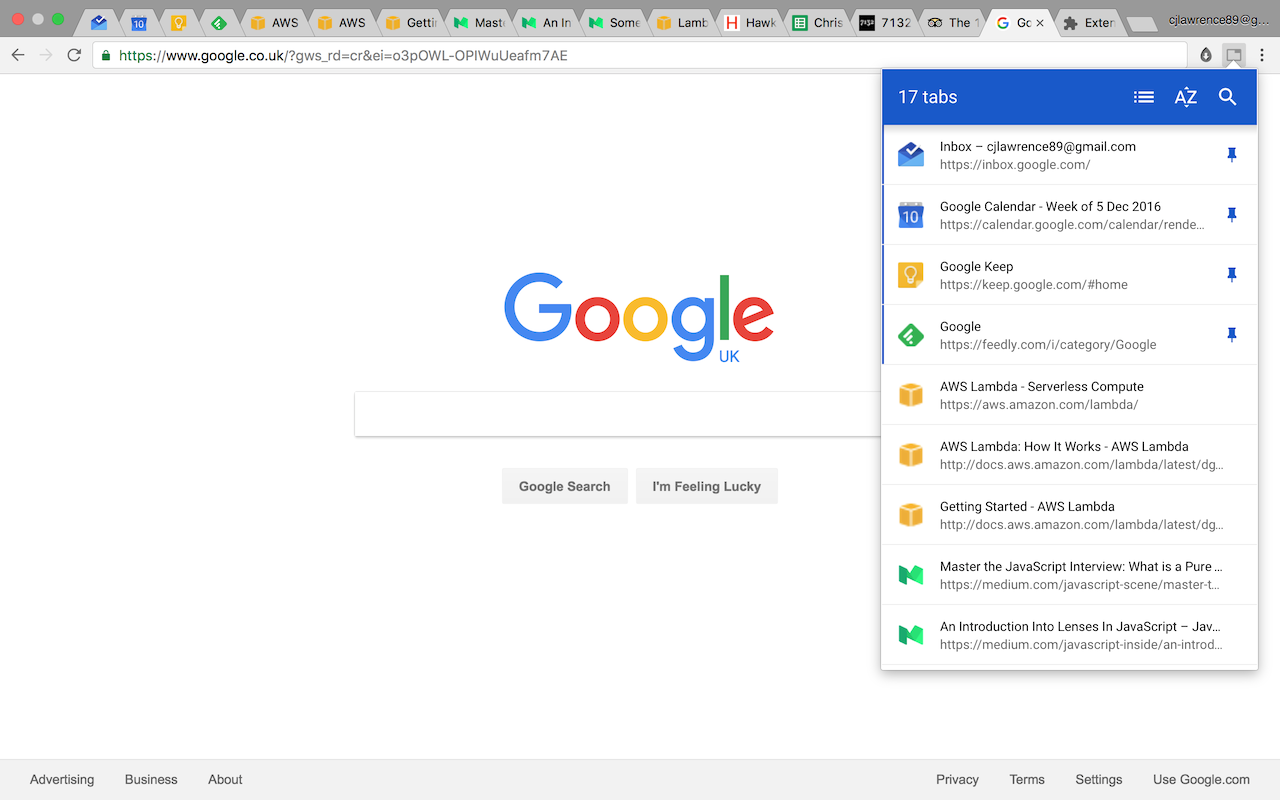 10
AWS
AWS
Gettin
Maste
An In
Some
Lamb
H
Hawk
Chris
7132
7132
The 1
G
Go
Exten
cjlawrence89@g...
https://www.google.co.uk/?gws_rd=cr&ei=o3pOWL-OPIWuUeafm7AE
17 tabs
AZ
Inbox – cjlawrence89@gmail.com
https://inbox.google.com/
10
Google Calendar - Week of 5 Dec 2016
https://calendar.google.com/calendar/rende...
Google Keep
https://keep.google.com/#home
Google
https://feedly.com/i/category/Google
AWS Lambda - Serverless Compute
https://aws.amazon.com/lambda/
AWS Lambda: How It Works - AWS Lambda
http://docs.aws.amazon.com/lambda/latest/dg...
Getting Started - AWS Lambda
http://docs.aws.amazon.com/lambda/latest/dg...
Master the JavaScript Interview: What is a Pure ...
https://medium.com/javascript-scene/master-t...
An Introduction Into Lenses In JavaScript – Jav...
https://medium.com/javascript-inside/an-introd...
Google
UK
Google Search
I'm Feeling Lucky
Advertising
Business
About
Privacy
Terms
Settings
Use Google.com